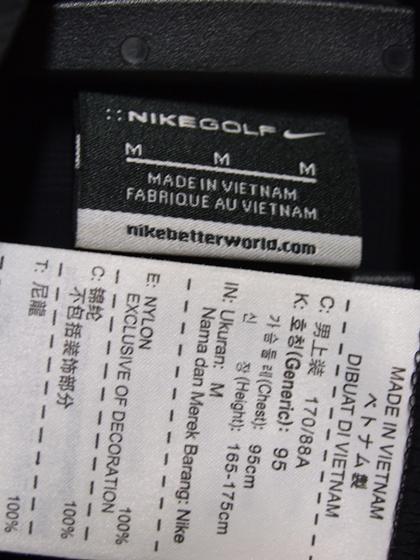 NIKEGOLF
M M M
MADE IN VIETNAM
FABRIQUE AU VIETNAM
nikebetterworld.com
MADE IN VIETNAM
ベトナム製
DIBUAT DI VIETNAM
C: 男上装 170/88A
K: 호칭(Generic): 95
가슴둘레(Chest): 95cm
신 장(Height): 165-175cm
IN: Ukuran: M
Nama dan Merek Barang: Nike
E: NYLON 100%
EXCLUSIVE OF DECORATION
C: 锦纶 100%
不包括装饰部分
T: 尼龍 100%